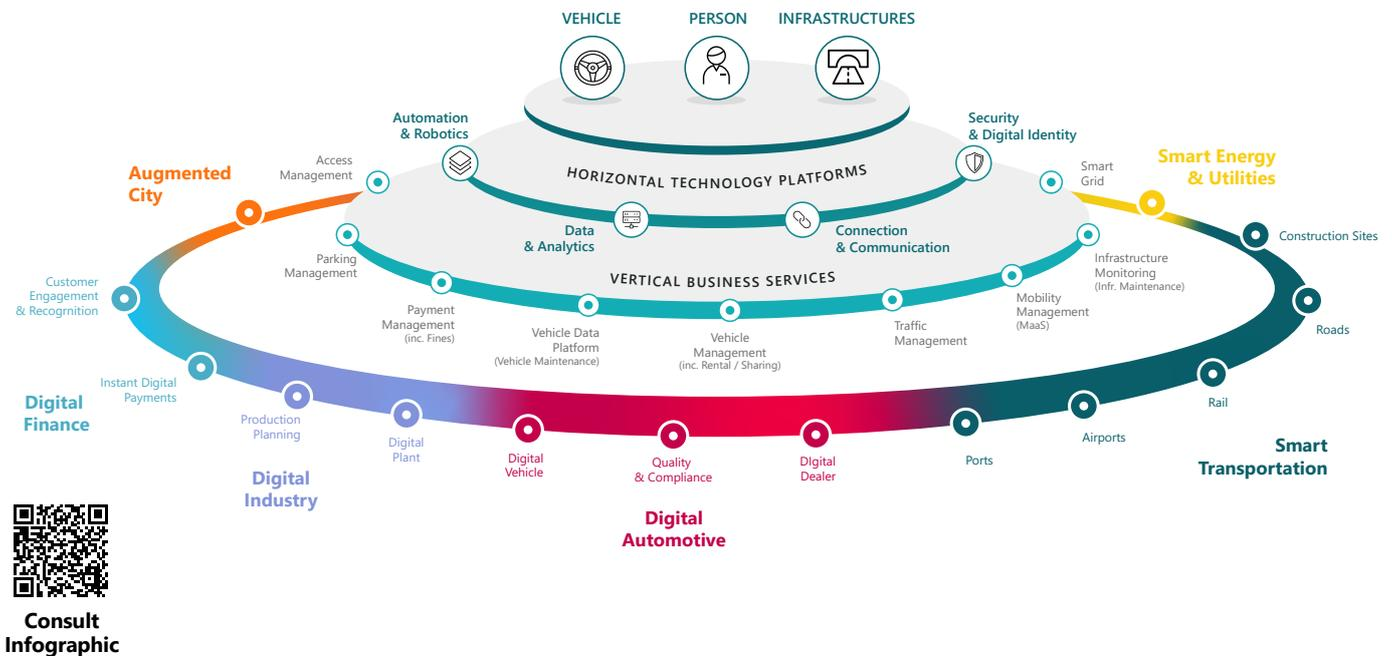 VEHICLE
PERSON
INFRASTRUCTURES
Automation
& Robotics
Security
& Digital Identity
HORIZONTAL TECHNOLOGY PLATFORMS
Data
& Analytics
Connection
& Communication
VERTICAL BUSINESS SERVICES
Access
Management
Smart
Grid
Parking
Management
Payment
Management
(inc. Fines)
Vehicle Data
Platform
(Vehicle Maintenance)
Vehicle
Management
(inc. Rental / Sharing)
Traffic
Management
Mobility
Management
(MaaS)
Infrastructure
Monitoring
(Infr. Maintenance)
Augmented
City
Smart Energy
& Utilities
Customer
Engagement
& Recogrnition
Instant Digital
Payments
Digital
Finance
Production
Planning
Digital
Plant
Digital
Industry
Digital
Vehicle
Quality
& Compliance
DIgital
Dealer
Digital
Automotive
Construction Sites
Roads
Rail
Airports
Ports
Smart
Transportation
Consult
Infographic